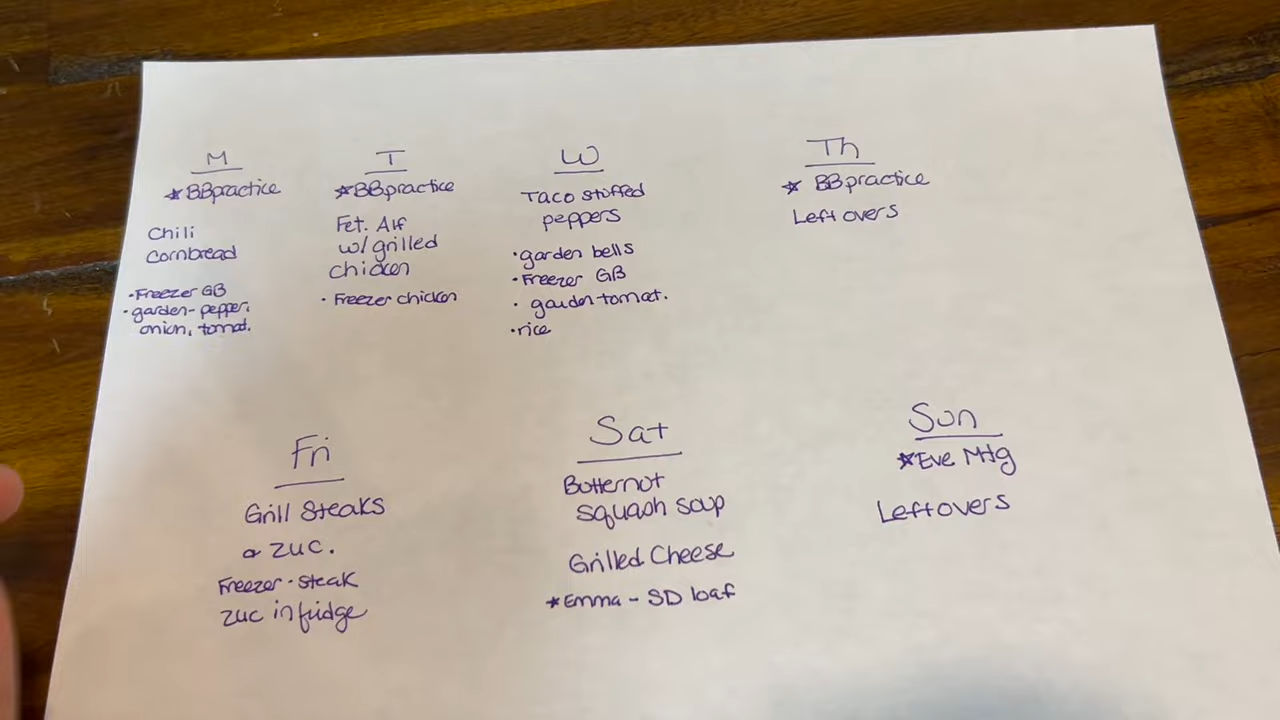 M
*BBpractice
Chili
Cornbread
•Freezer GB
•garden-pepper,
onion, tomat.
T
*BBpractice
Fet. Alf
w/grilled
chicken
• Freezer chicken
W
Taco stuffed
peppers
•garden bells
•Freezer GB
• garden tomat.
•rice
Th
* BBpractice
Leftovers
Fri
Grill Steaks
& zuc.
Freezer - steak
zuc in fridge
Sat
Butternut
squash soup
Grilled Cheese
*Emma - SD loaf
Sun
*Eve Mtg
Leftovers